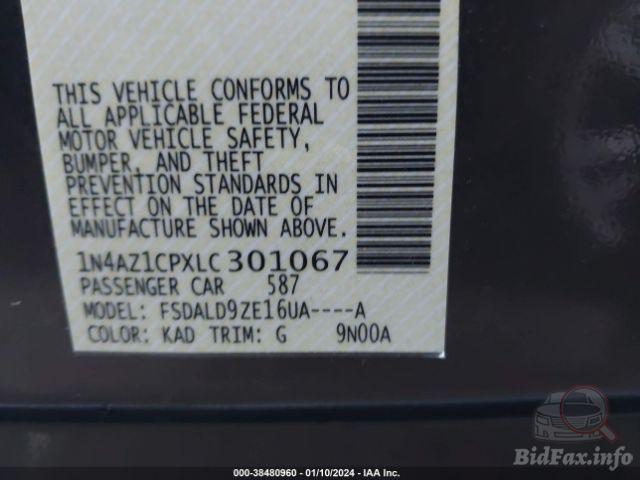 THIS VEHICLE CONFORMS TO
ALL APPLICABLE FEDERAL
MOTOR VEHICLE SAFETY,
BUMPER, AND THEFT
PREVENTION STANDARDS IN
EFFECT ON THE DATE OF
MANUFACTURE SHOWN ABOVE.
1N4AZ1CPXLC 301067
PASSENGER CAR 587
MODEL: FSDALD9ZE16UA----A
COLOR: KAD TRIM: G 9N00A
BidFax.info
000-38480960 - 01/10/2024 - IAA Inc.